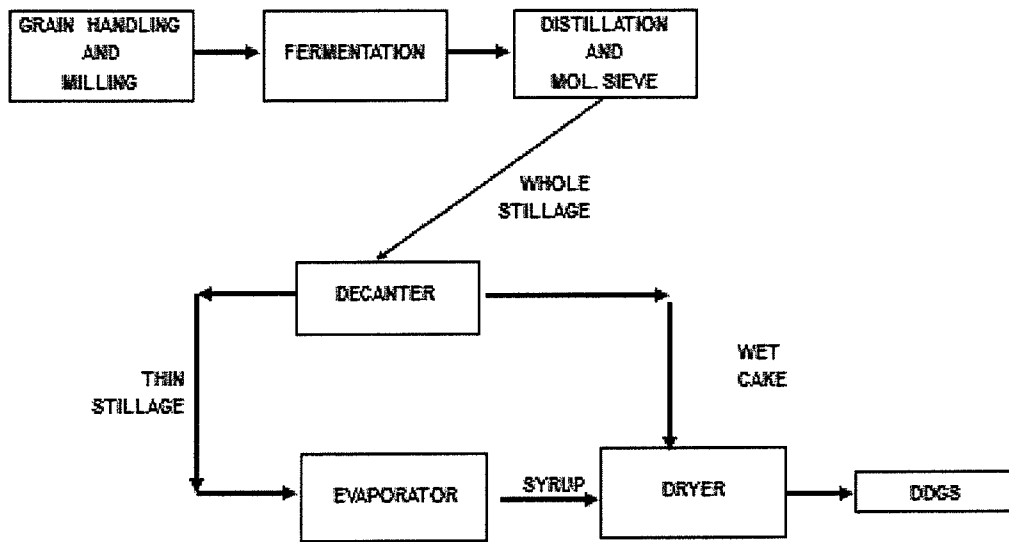 GRAIN HANDLING
AND
MILLING
FERMENTATION
DISTILLATION
AND
MOL. SIEVE
WHOLE
STILLAGE
DECANTER
THIN
STILLAGE
WET
CAKE
EVAPORATOR
SYRUP
DRYER
DDGS